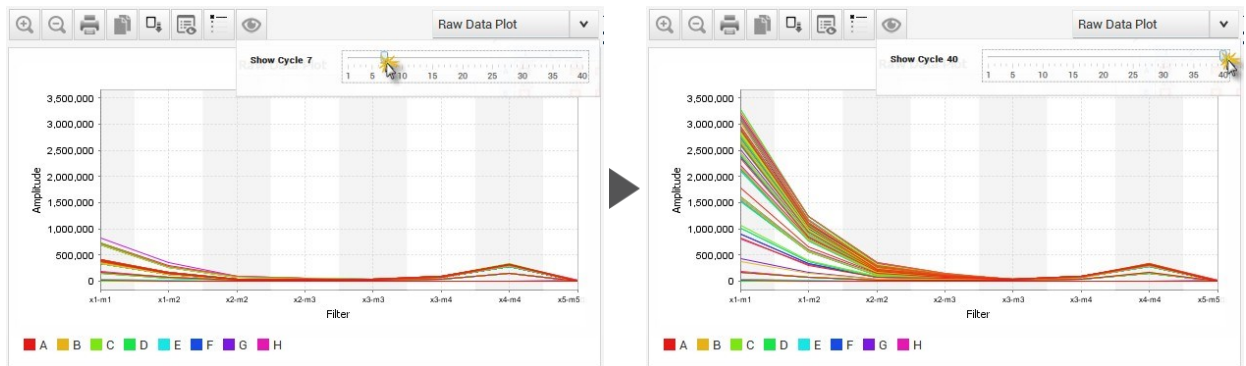 Raw Data Plot
Show Cycle 7
1 5 10 15 20 25 30 35 40
3,500,000
3,000,000
2,500,000
2,000,000
1,500,000
1,000,000
500,000
0
Amplitude
x1-m1 x1-m2 x2-m2 x2-m3 x3-m3 x3-m4 x4-m4 x5-m5
Filter
A B C D E F G H
Raw Data Plot
Show Cycle 40
1 5 10 15 20 25 30 35 40
3,500,000
3,000,000
2,500,000
2,000,000
1,500,000
1,000,000
500,000
0
Amplitude
x1-m1 x1-m2 x2-m2 x2-m3 x3-m3 x3-m4 x4-m4 x5-m5
Filter
A B C D E F G H